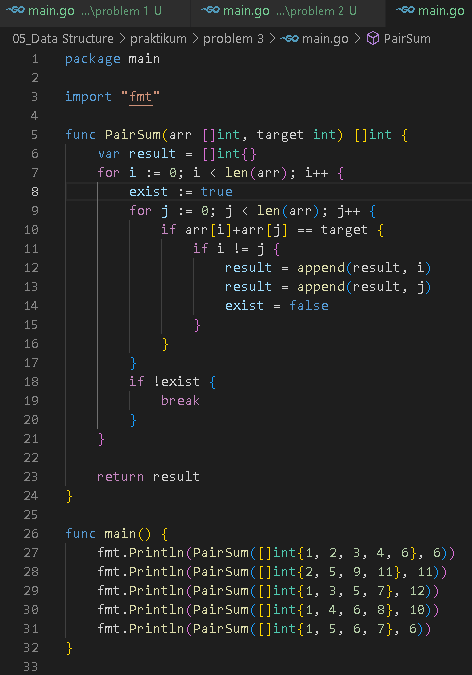 main.go ...\problem 1 U main.go ...\problem 2 U main.go
05_Data Structure > praktikum > problem 3 > main.go > PairSum
1 package main
2
3 import "fmt"
4
5 func PairSum(arr []int, target int) []int {
6 var result = []int{}
7 for i := 0; i < len(arr); i++ {
8 exist := true
9 for j := 0; j < len(arr); j++ {
10 if arr[i]+arr[j] == target {
11 if i != j {
12 result = append(result, i)
13 result = append(result, j)
14 exist = false
15 }
16 }
17 }
18 if !exist {
19 break
20 }
21 }
22
23 return result
24 }
25
26 func main() {
27 fmt.Println(PairSum([]int{1, 2, 3, 4, 6}, 6))
28 fmt.Println(PairSum([]int{2, 5, 9, 11}, 11))
29 fmt.Println(PairSum([]int{1, 3, 5, 7}, 12))
30 fmt.Println(PairSum([]int{1, 4, 6, 8}, 10))
31 fmt.Println(PairSum([]int{1, 5, 6, 7}, 6))
32 }
33